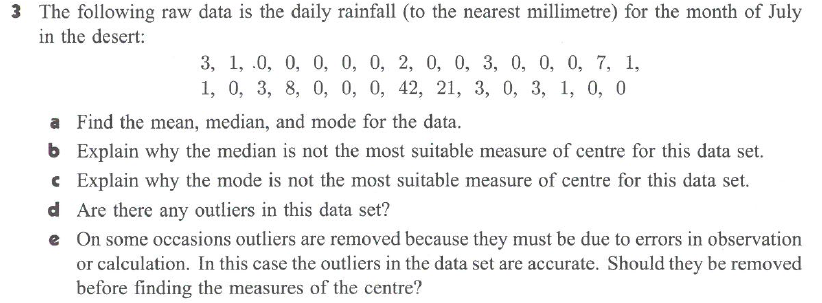 3 The following raw data is the daily rainfall (to the nearest millimetre) for the month of July
in the desert:
3, 1, .0, 0, 0, 0, 0, 2, 0, 0, 3, 0, 0, 0, 7, 1,
1, 0, 3, 8, 0, 0, 0, 42, 21, 3, 0, 3, 1, 0, 0
a Find the mean, median, and mode for the data.
b Explain why the median is not the most suitable measure of centre for this data set.
c Explain why the mode is not the most suitable measure of centre for this data set.
d Are there any outliers in this data set?
e On some occasions outliers are removed because they must be due to errors in observation
or calculation. In this case the outliers in the data set are accurate. Should they be removed
before finding the measures of the centre?